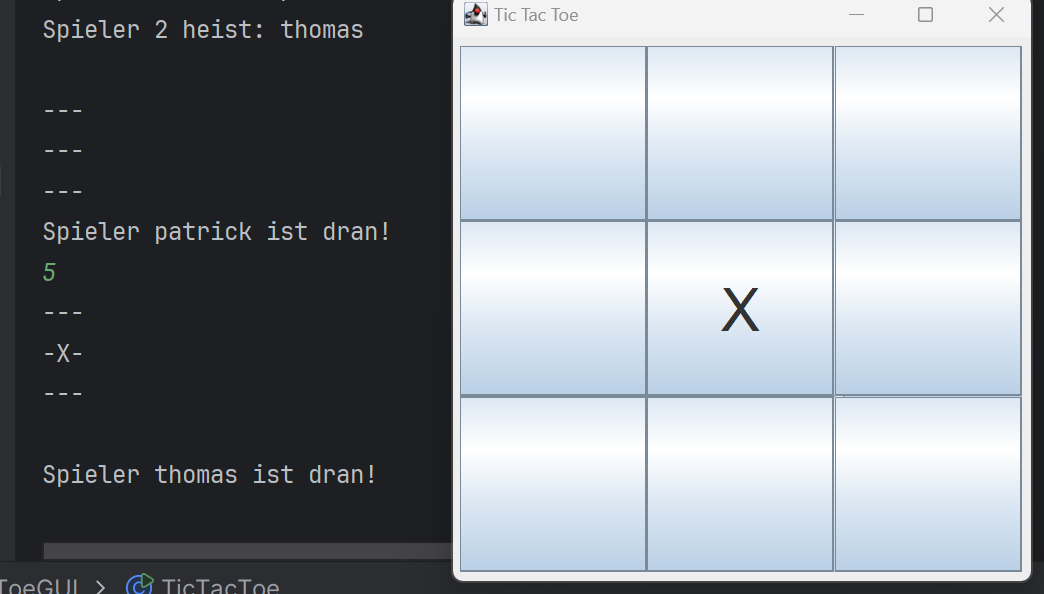 Spieler 2 heist: thomas
---
---
---
Spieler patrick ist dran!
5
---
-X-
---
Spieler thomas ist dran!
Tic Tac Toe
X
ToeGUI > TicTacToe